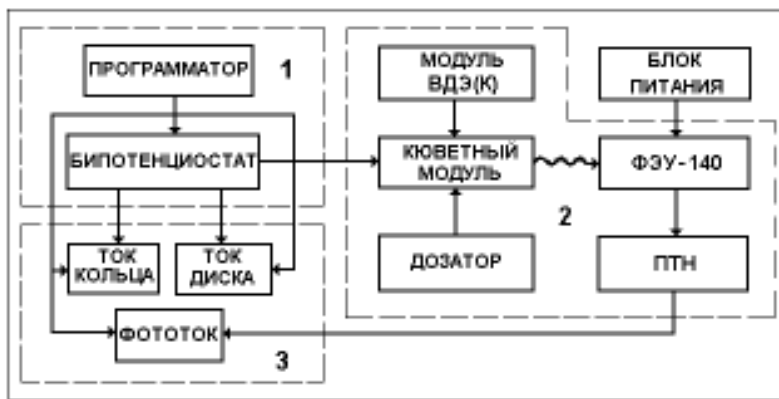 ПРОГРАММАТОР
1
БИПОТЕНЦИОСТАТ
ТОК
КОЛЬЦА
ТОК
ДИСКА
ФОТОТОК
3
МОДУЛЬ
ВДЭ(К)
БЛОК
ПИТАНИЯ
КЮВЕТНЫЙ
МОДУЛЬ
ФЭУ-140
2
ДОЗАТОР
ПТН